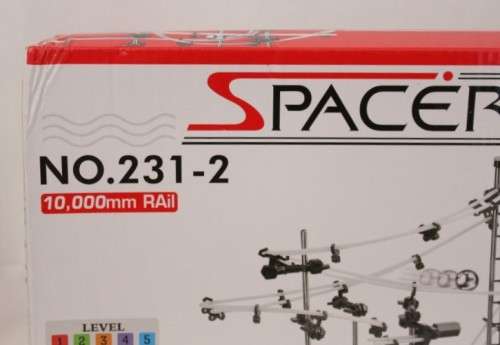 SPACER
NO.231-2
10,000mm RAil
LEVEL
1 2 3 4 5